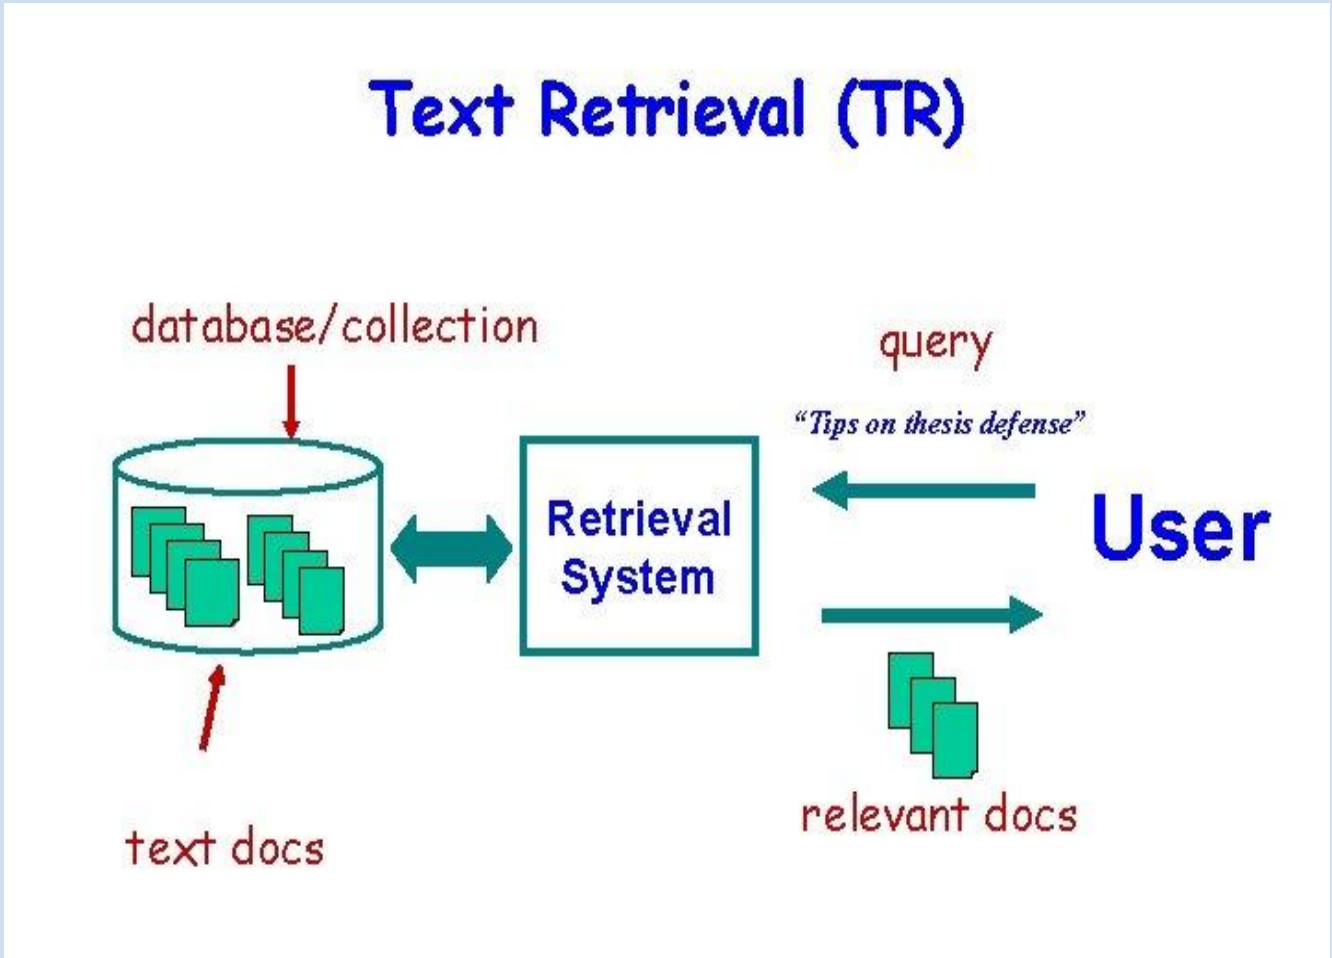 Text Retrieval (TR)
database/collection
query
“Tips on thesis defense”
Retrieval
System
User
relevant docs
text docs